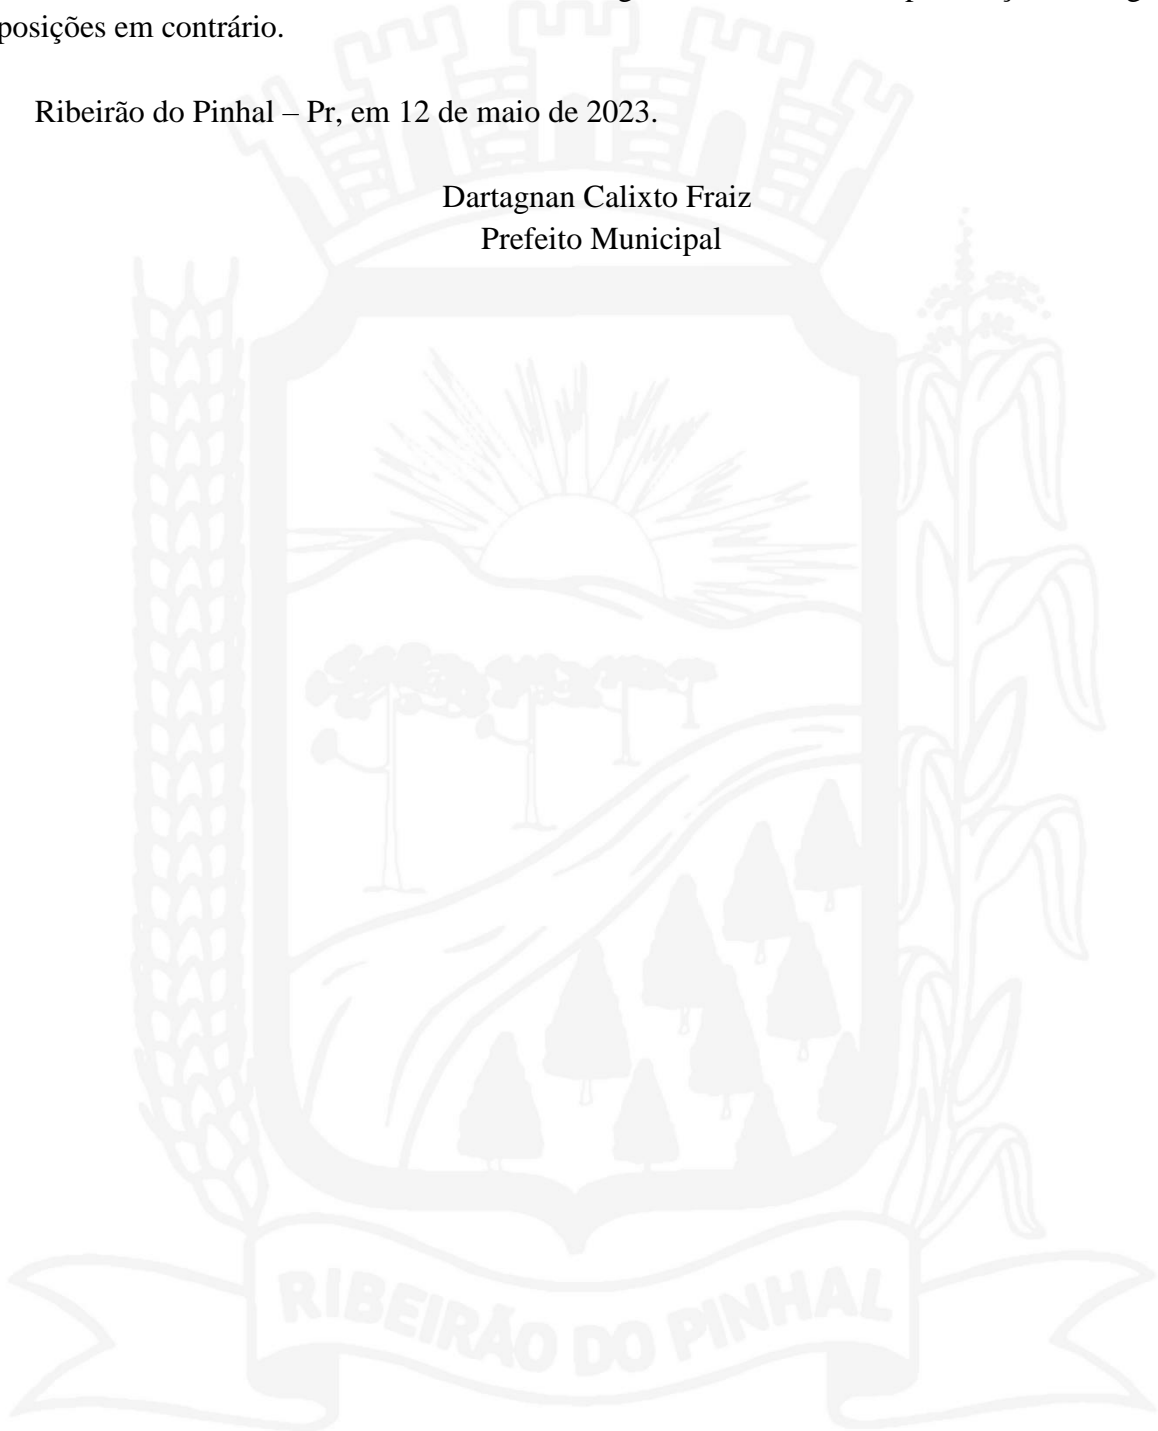 posições em contrário.
Ribeirão do Pinhal – Pr, em 12 de maio de 2023.
Dartagnan Calixto Fraiz
Prefeito Municipal
RIBEIRÃO DO PINHAL